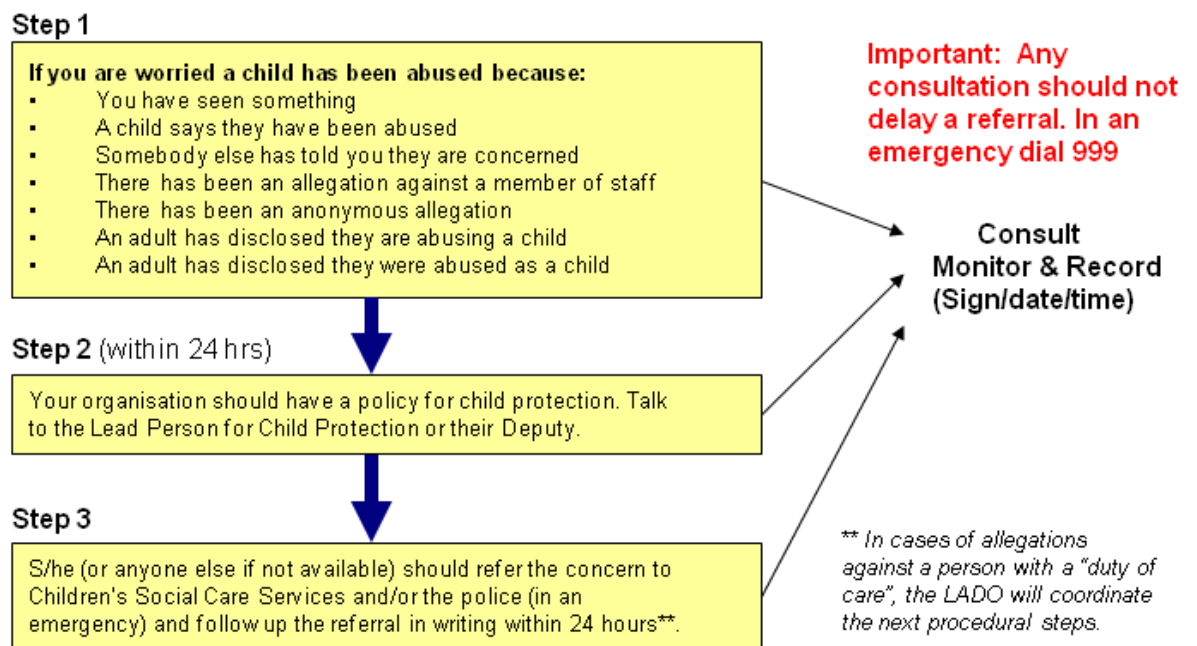 Step 1
If you are worried a child has been abused because:
▪ You have seen something
▪ A child says they have been abused
▪ Somebody else has told you they are concerned
▪ There has been an allegation against a member of staff
▪ There has been an anonymous allegation
▪ An adult has disclosed they are abusing a child
▪ An adult has disclosed they were abused as a child
Important: Any
consultation should not
delay a referral. In an
emergency dial 999
Consult
Monitor & Record
(Sign/date/time)
Step 2 (within 24 hrs)
Your organisation should have a policy for child protection. Talk
to the Lead Person for Child Protection or their Deputy.
Step 3
S/he (or anyone else if not available) should refer the concern to
Children's Social Care Services and/or the police (in an
emergency) and follow up the referral in writing within 24 hours**.
** In cases of allegations
against a person with a "duty of
care", the LADO will coordinate
the next procedural steps.